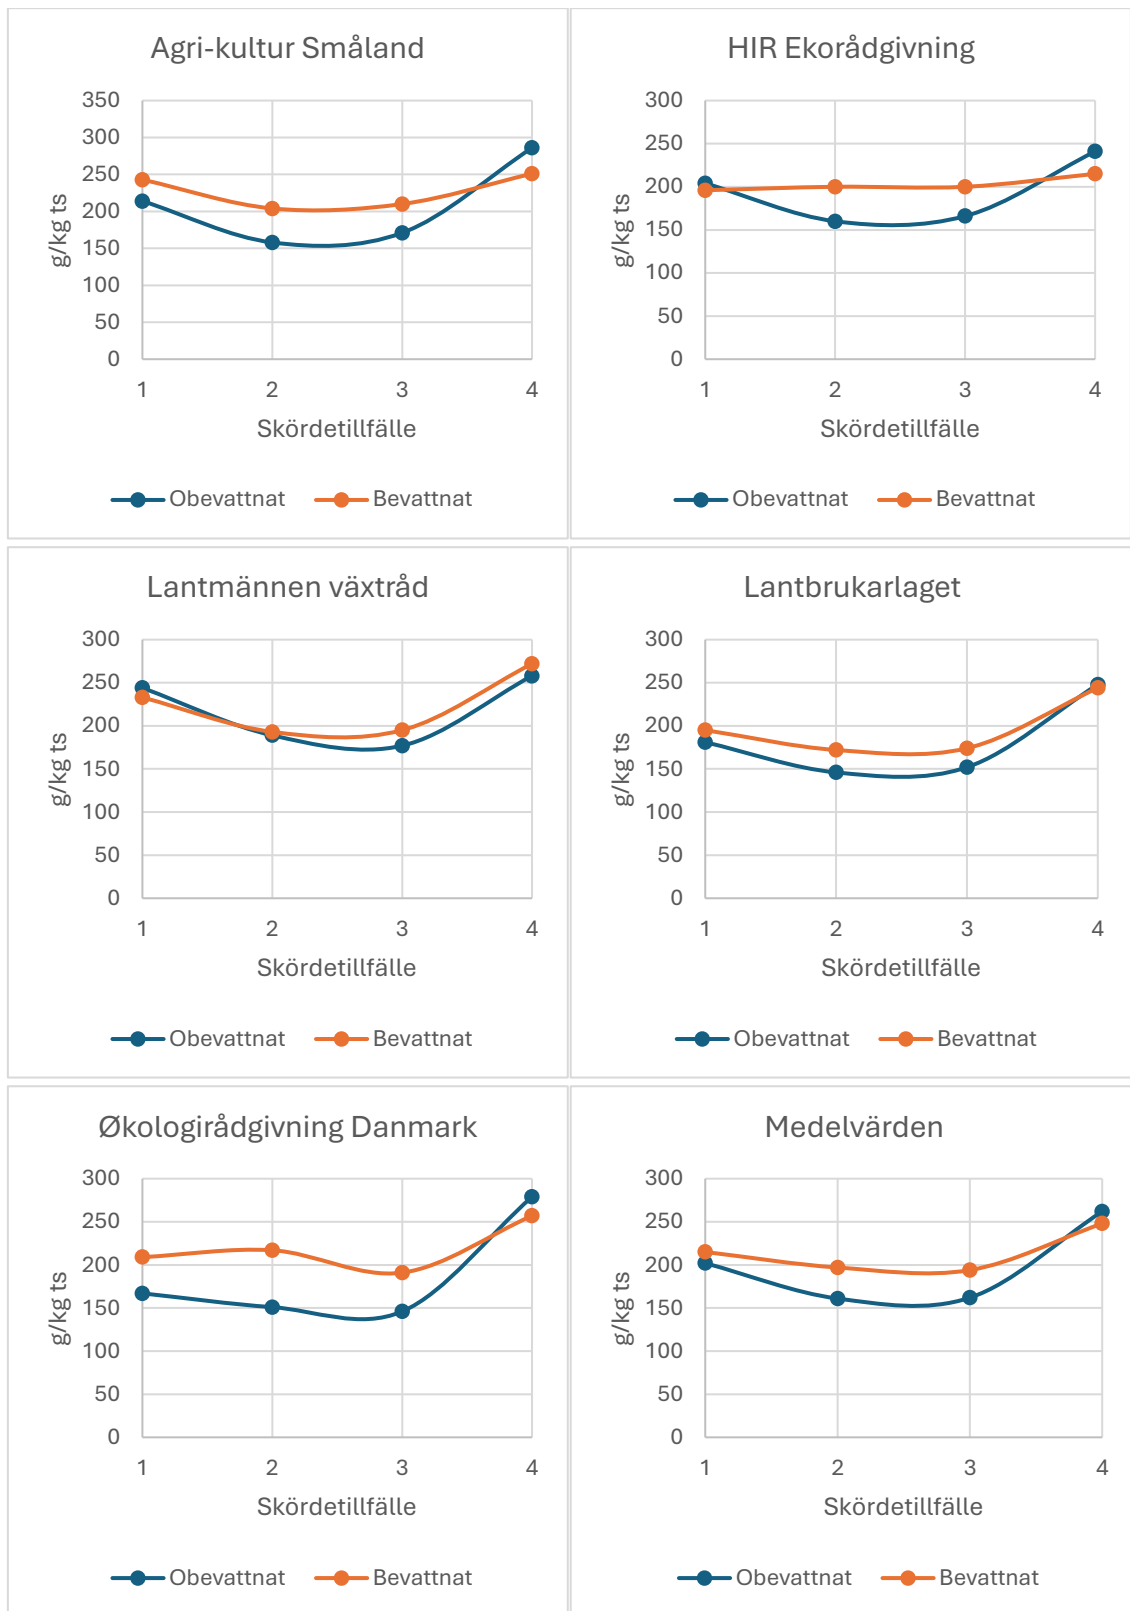 Agri-kultur Småland
350
300
250
200
150
100
50
0
g/kg ts
1 2 3 4
Skördetillfälle
Obevattnat Bevattnat
HIR Ekorådgivning
300
250
200
150
100
50
0
g/kg ts
1 2 3 4
Skördetillfälle
Obevattnat Bevattnat
Lantmännen växtråd
300
250
200
150
100
50
0
g/kg ts
1 2 3 4
Skördetillfälle
Obevattnat Bevattnat
Lantbrukarlaget
300
250
200
150
100
50
0
g/kg ts
1 2 3 4
Skördetillfälle
Obevattnat Bevattnat
Økologirådgivning Danmark
300
250
200
150
100
50
0
g/kg ts
1 2 3 4
Skördetillfälle
Obevattnat Bevattnat
Medelvärden
300
250
200
150
100
50
0
g/kg ts
1 2 3 4
Skördetillfälle
Obevattnat Bevattnat